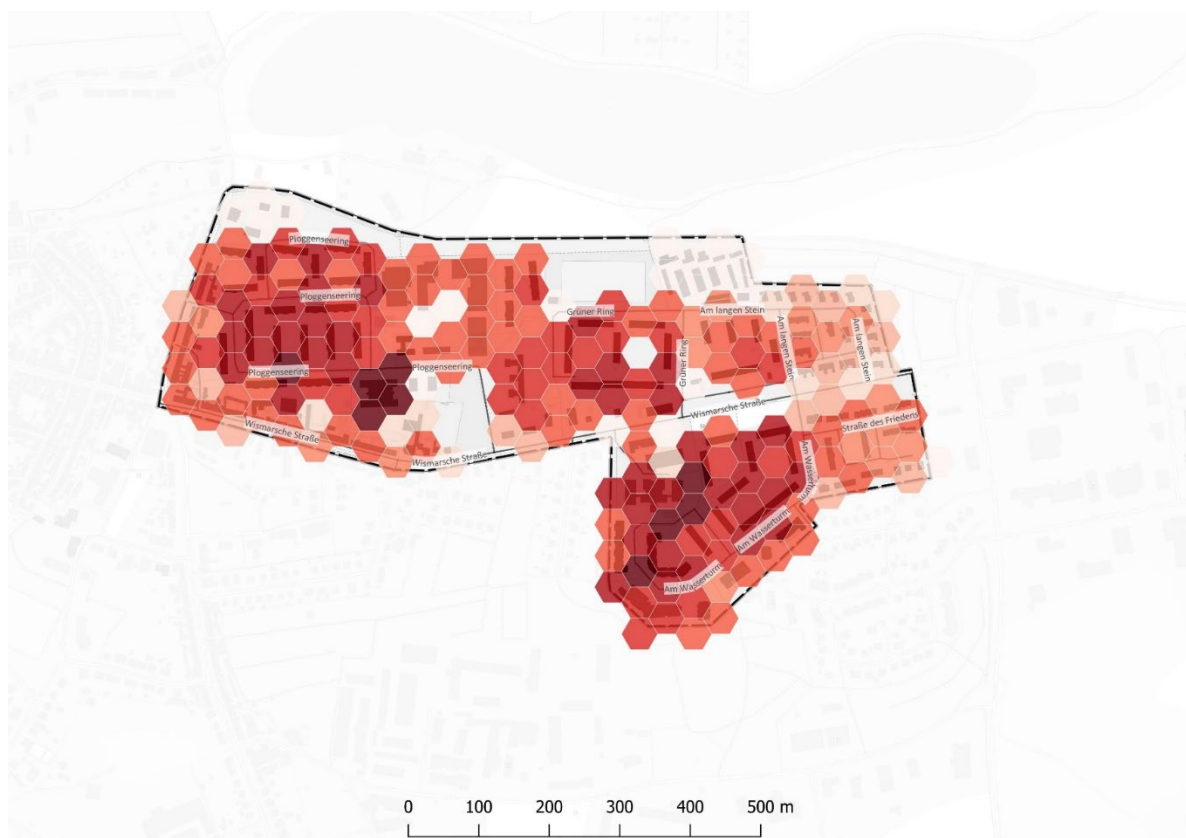 Ploggenseering
Ploggenseering
Grüner Ring
Am langen Stein
Am langen Stein
Am langen Stein
Grüner Ring
Ploggenseering
Ploggenseering
Wismarsche Straße
Straße des Friedens
Wismarsche Straße
Wismarsche Straße
Am Wasserturm
Am Wasserturm
Am Wasserturm
0 100 200 300 400 500 m